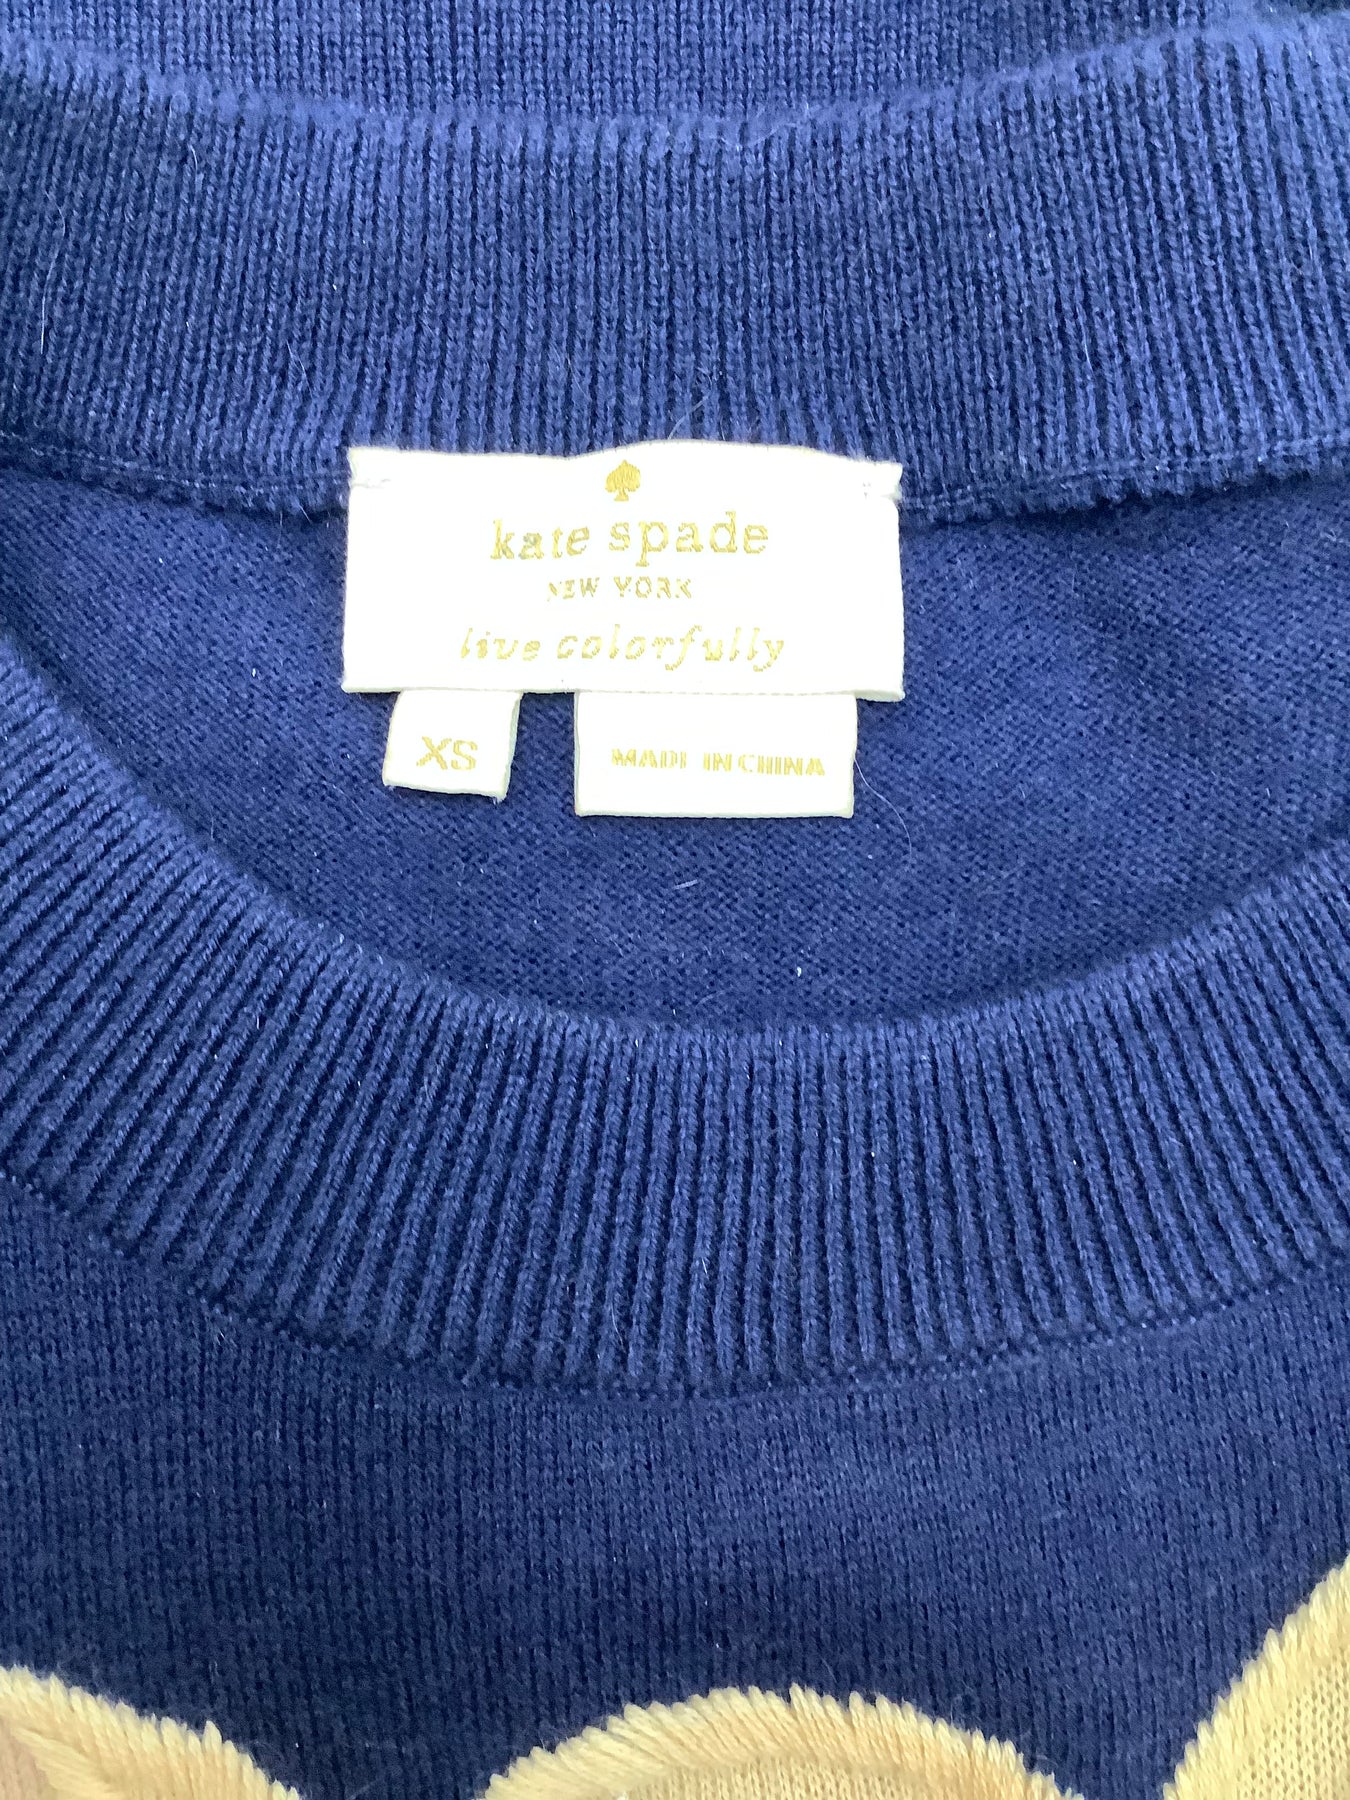 kate spade
NEW YORK
live colorfully
XS
MADE IN CHINA